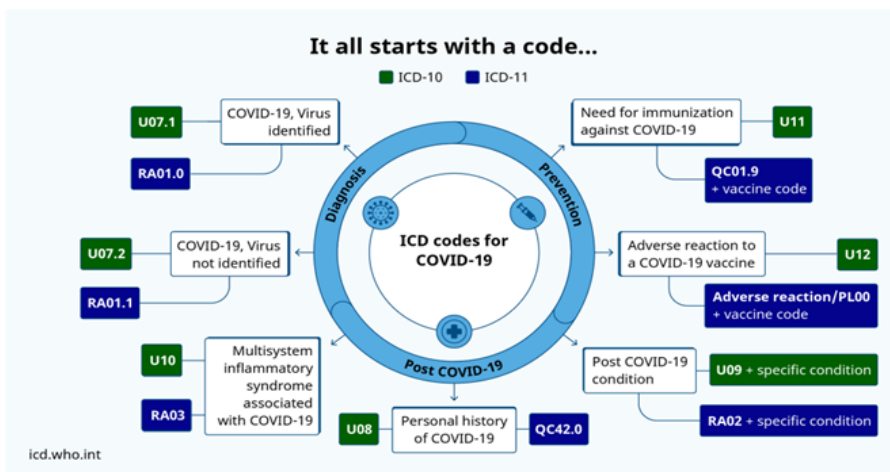 It all starts with a code...
ICD-10
ICD-11
U07.1
COVID-19, Virus
identified
RA01.0
Need for immunization
against COVID-19
U11
QC01.9
+ vaccine code
Diagnosis
Prevention
ICD codes for
COVID-19
U07.2
COVID-19, Virus
not identified
RA01.1
Adverse reaction to
a COVID-19 vaccine
U12
Adverse reaction/PL00
+ vaccine code
U10
Multisystem
inflammatory
syndrome
associated
with COVID-19
RA03
Post COVID-19
Post COVID-19
condition
U09 + specific condition
RA02 + specific condition
U08
Personal history
of COVID-19
QC42.0
icd.who.int